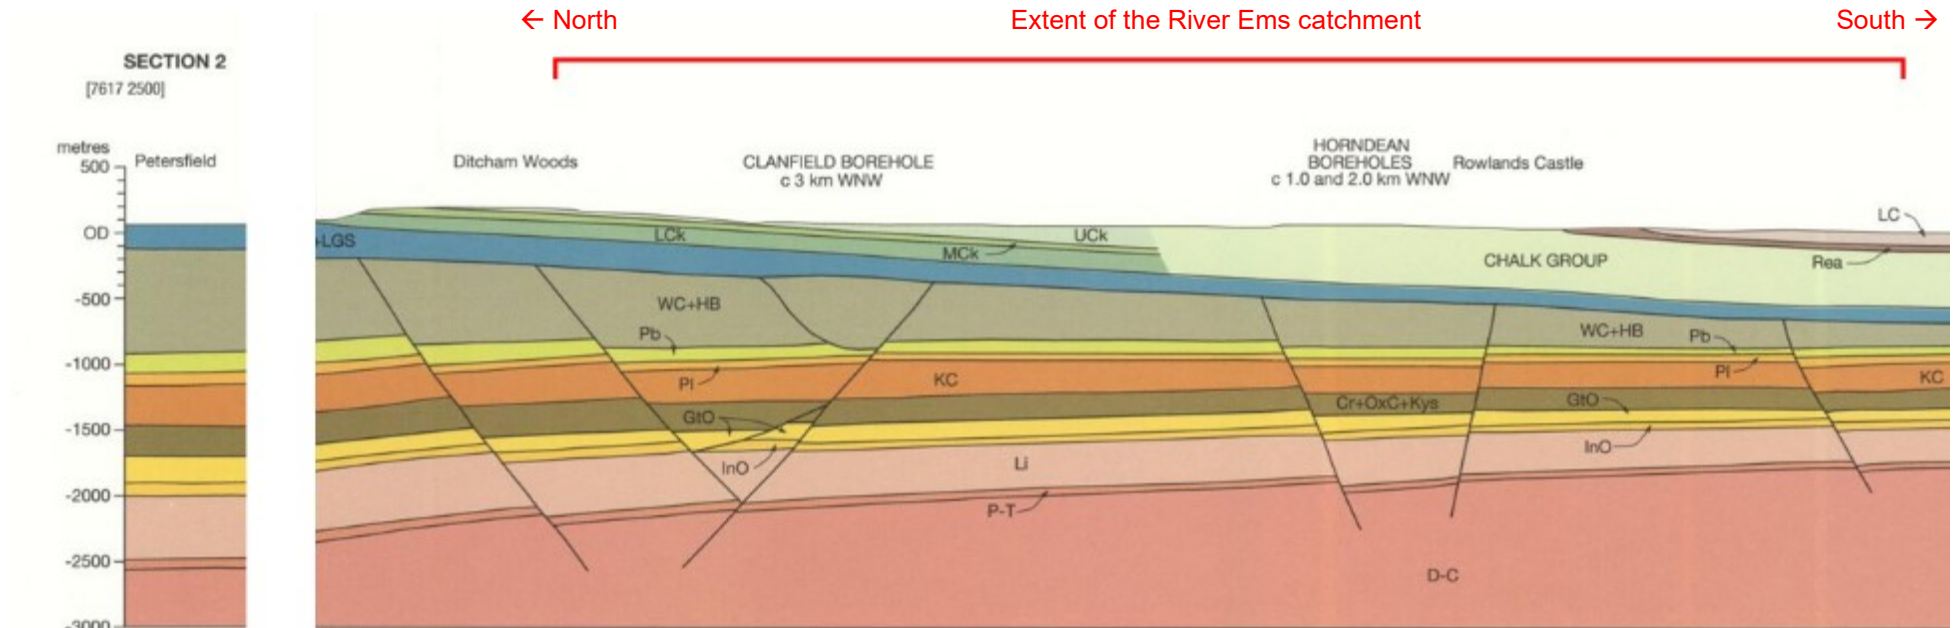 ← North
Extent of the River Ems catchment
South →
SECTION 2
[7617 2500]
metres
500
OD
-500
-1000
-1500
-2000
-2500
-3000
Petersfield
Ditcham Woods
CLANFIELD BOREHOLE
c 3 km WNW
HORNDEAN
BOREHOLES
c 1.0 and 2.0 km WNW
Rowlands Castle
LC
+LGS
LCk
MCk
UCk
CHALK GROUP
Rea
WC+HB
Pb
Pl
KC
GtO
InO
Li
P-T
Cr+OxC+Kys
WC+HB
Pb
Pl
KC
GtO
InO
D-C